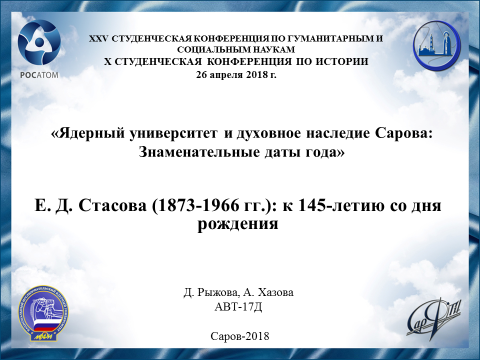 XXV СТУДЕНЧЕСКАЯ КОНФЕРЕНЦИЯ ПО ГУМАНИТАРНЫМ И
СОЦИАЛЬНЫМ НАУКАМ
X СТУДЕНЧЕСКАЯ КОНФЕРЕНЦИЯ ПО ИСТОРИИ
26 апреля 2018 г.
РОСАТОМ
«Ядерный университет и духовное наследие Сарова:
Знаменательные даты года»
Е. Д. Стасова (1873-1966 гг.): к 145-летию со дня
рождения
Д. Рыжова, А. Хазова
АВТ-17Д
Саров-2018
СарФТИ